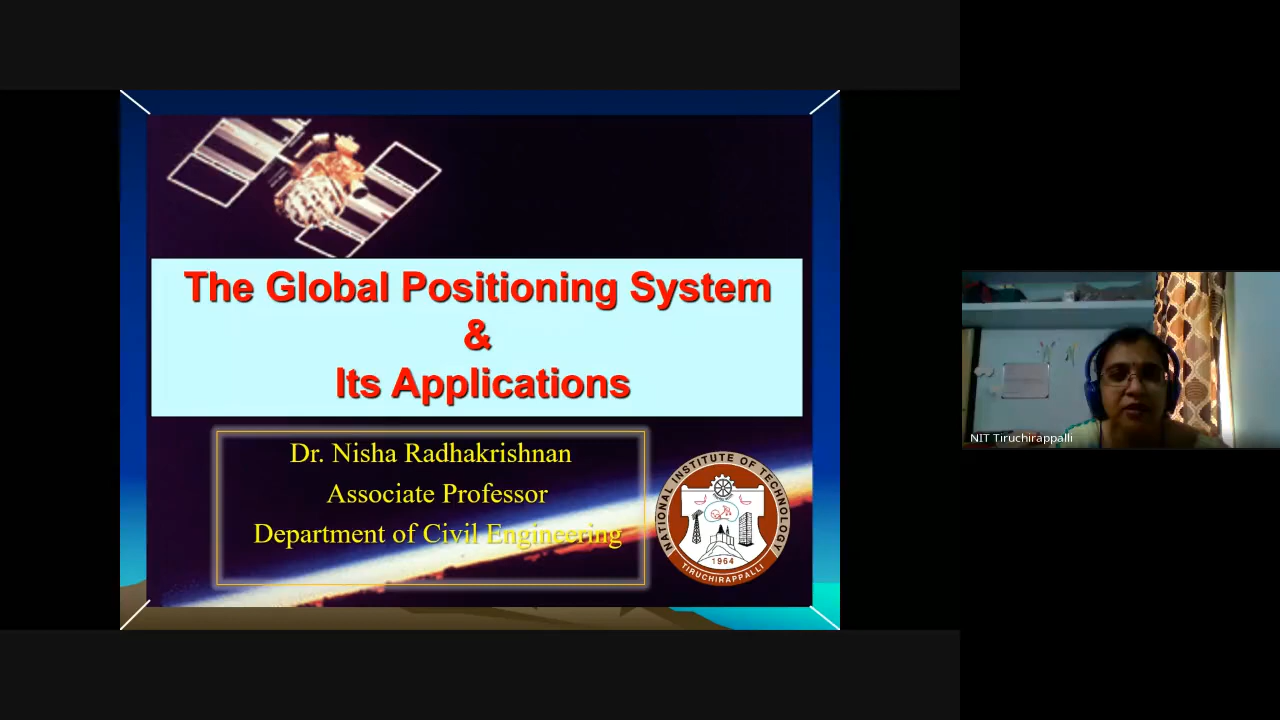 The Global Positioning System
&
Its Applications
Dr. Nisha Radhakrishnan
Associate Professor
Department of Civil Engineering
NATIONAL INSTITUTE OF TECHNOLOGY
1964
TIRUCHIRAPPALLI
NIT Tiruchirappalli